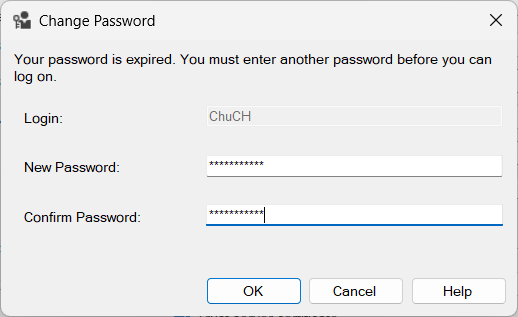 Change Password
Your password is expired. You must enter another password before you can
log on.
Login: ChuCH
New Password: ***********
Confirm Password: ***********
OK Cancel Help